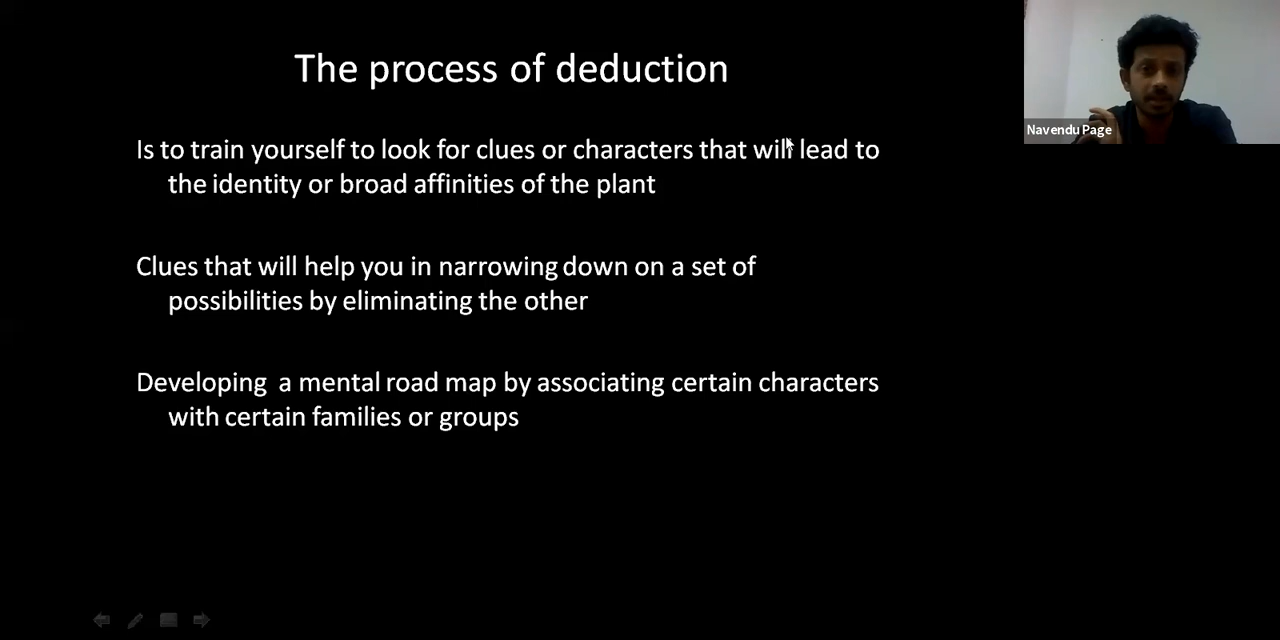 The process of deduction
Is to train yourself to look for clues or characters that will lead to
the identity or broad affinities of the plant
Clues that will help you in narrowing down on a set of
possibilities by eliminating the other
Developing a mental road map by associating certain characters
with certain families or groups
Navendu Page